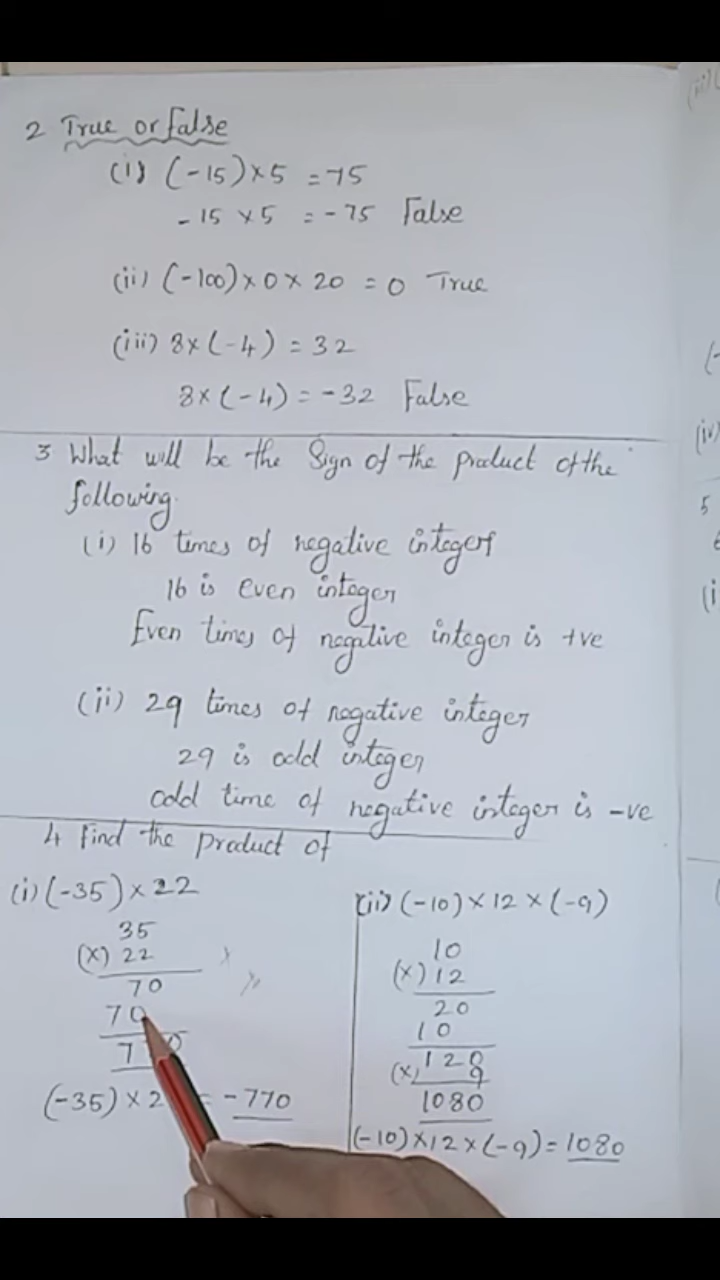 2 True or False
(i) (-15) × 5 = 75
-15 × 5 = -75 False
(ii) (-100) × 0 × 20 = 0 True
(iii) 8 × (-4) = 32
8 × (-4) = -32 False
3 What will be the Sign of the product of the
following.
(i) 16 times of negative integers
16 is even integer
Even times of negative integer is +ve
(ii) 29 times of negative integer
29 is odd integer
odd time of negative integer is -ve
4 Find the product of
(i) (-35) × 22
35
(×) 22
70
70
7
(-35) × 2 = -770
(ii) (-10) × 12 × (-9)
10
(×) 12
20
10
120
(×) 9
1080
(-10) × 12 × (-9) = 1080